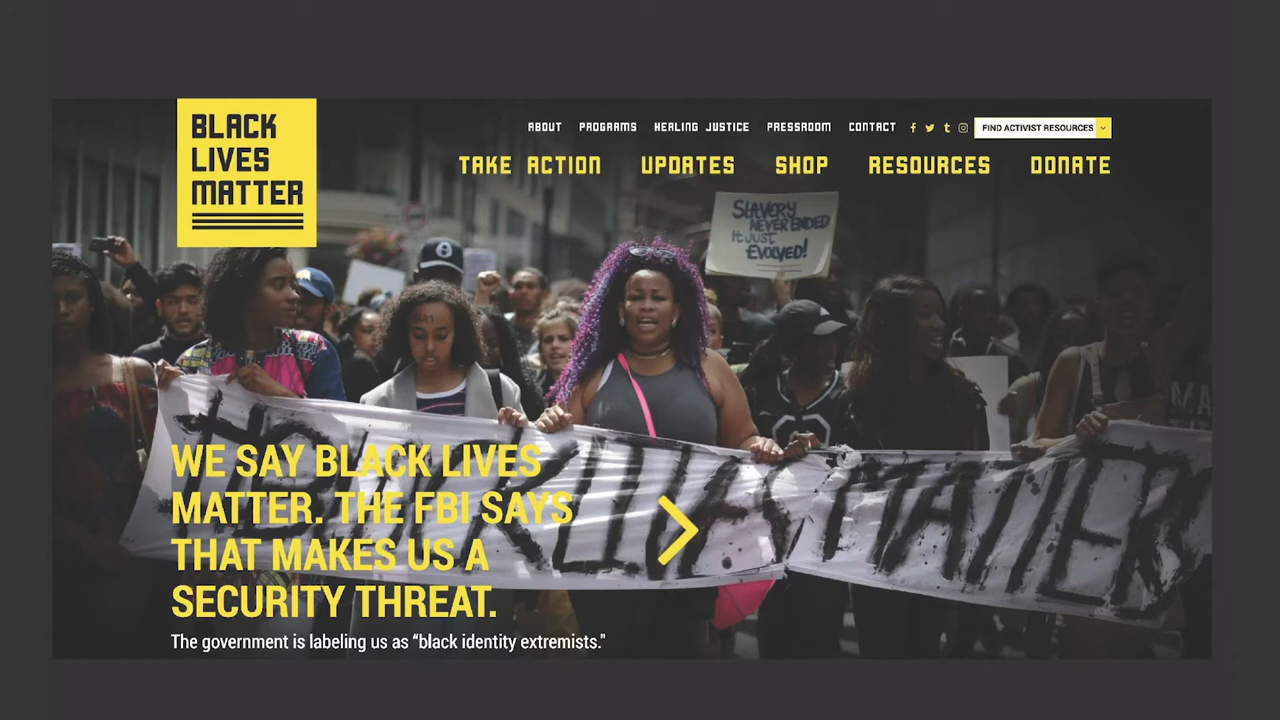 BLACK
LIVES
MATTER
ABOUT PROGRAMS HEALING JUSTICE PRESSROOM CONTACT FIND ACTIVIST RESOURCES
TAKE ACTION UPDATES SHOP RESOURCES DONATE
SLAVERY
NEVER ENDED
It JUST
EVOLVED!
#BLACKLIVESMATTER
WE SAY BLACK LIVES
MATTER. THE FBI SAYS
THAT MAKES US A
SECURITY THREAT.
The government is labeling us as “black identity extremists.”